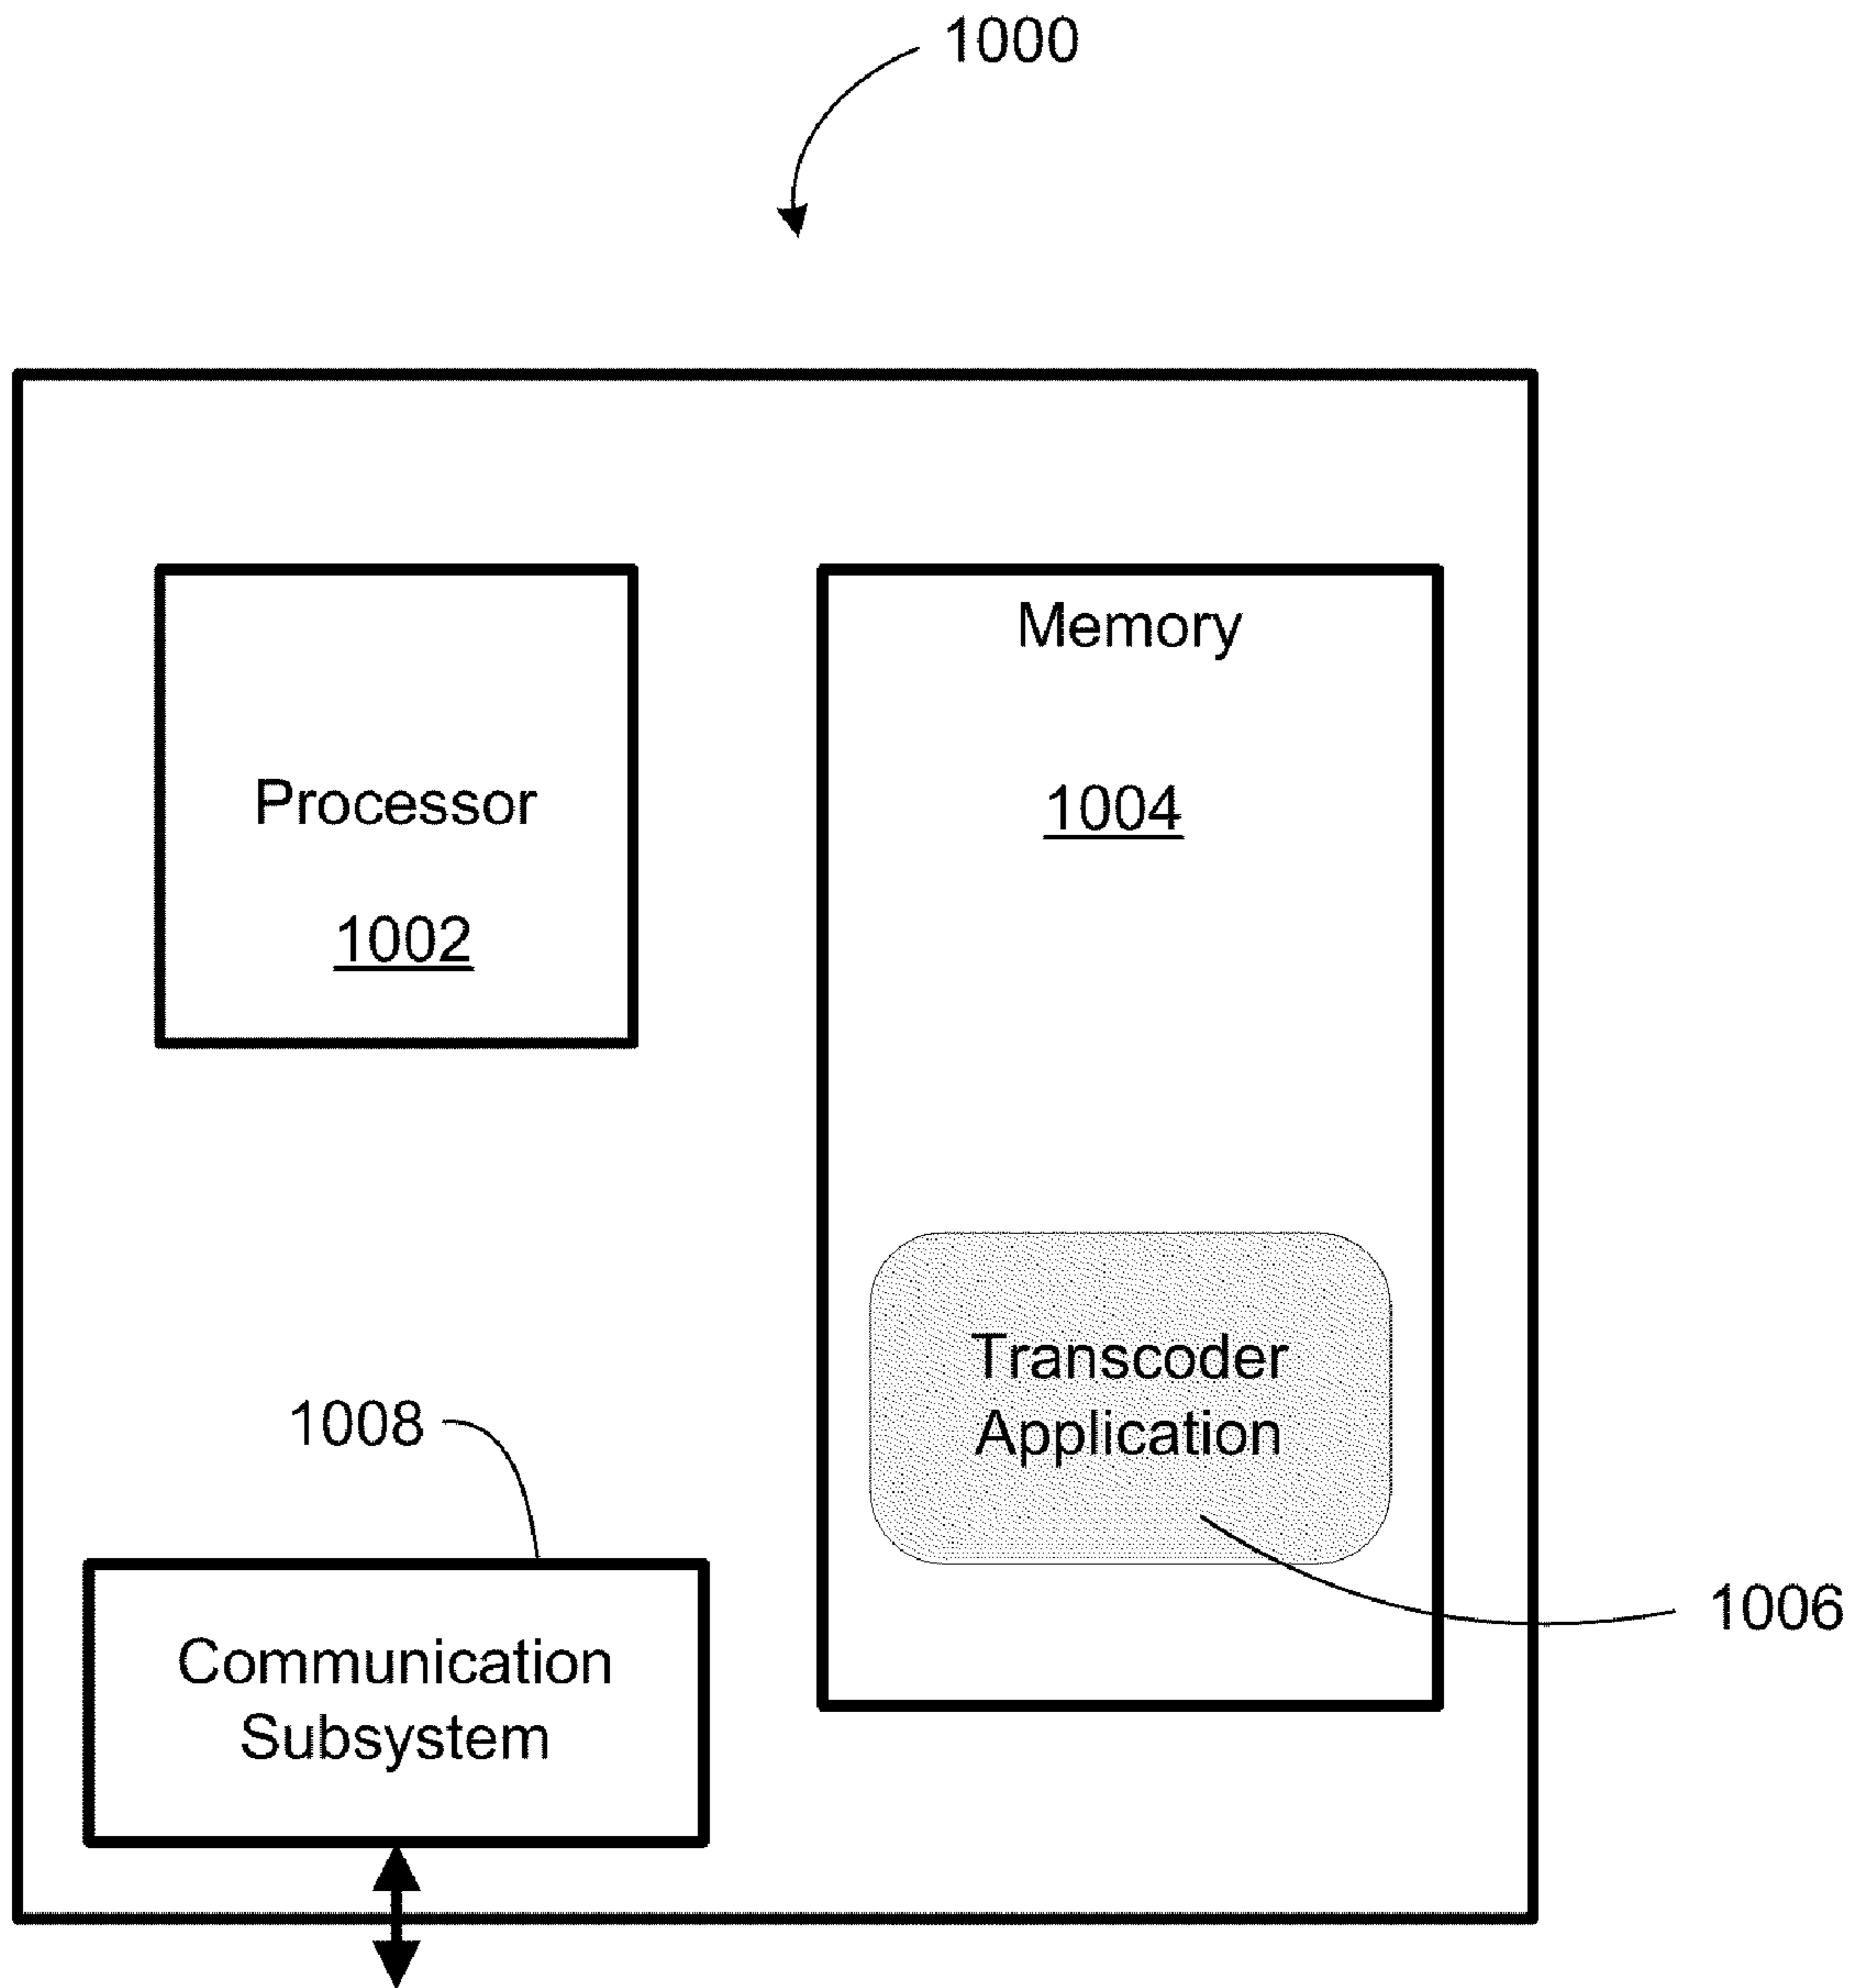 1000
Memory
Processor
1004
1002
Transcoder
Application
1008
1006
Communication
Subsystem